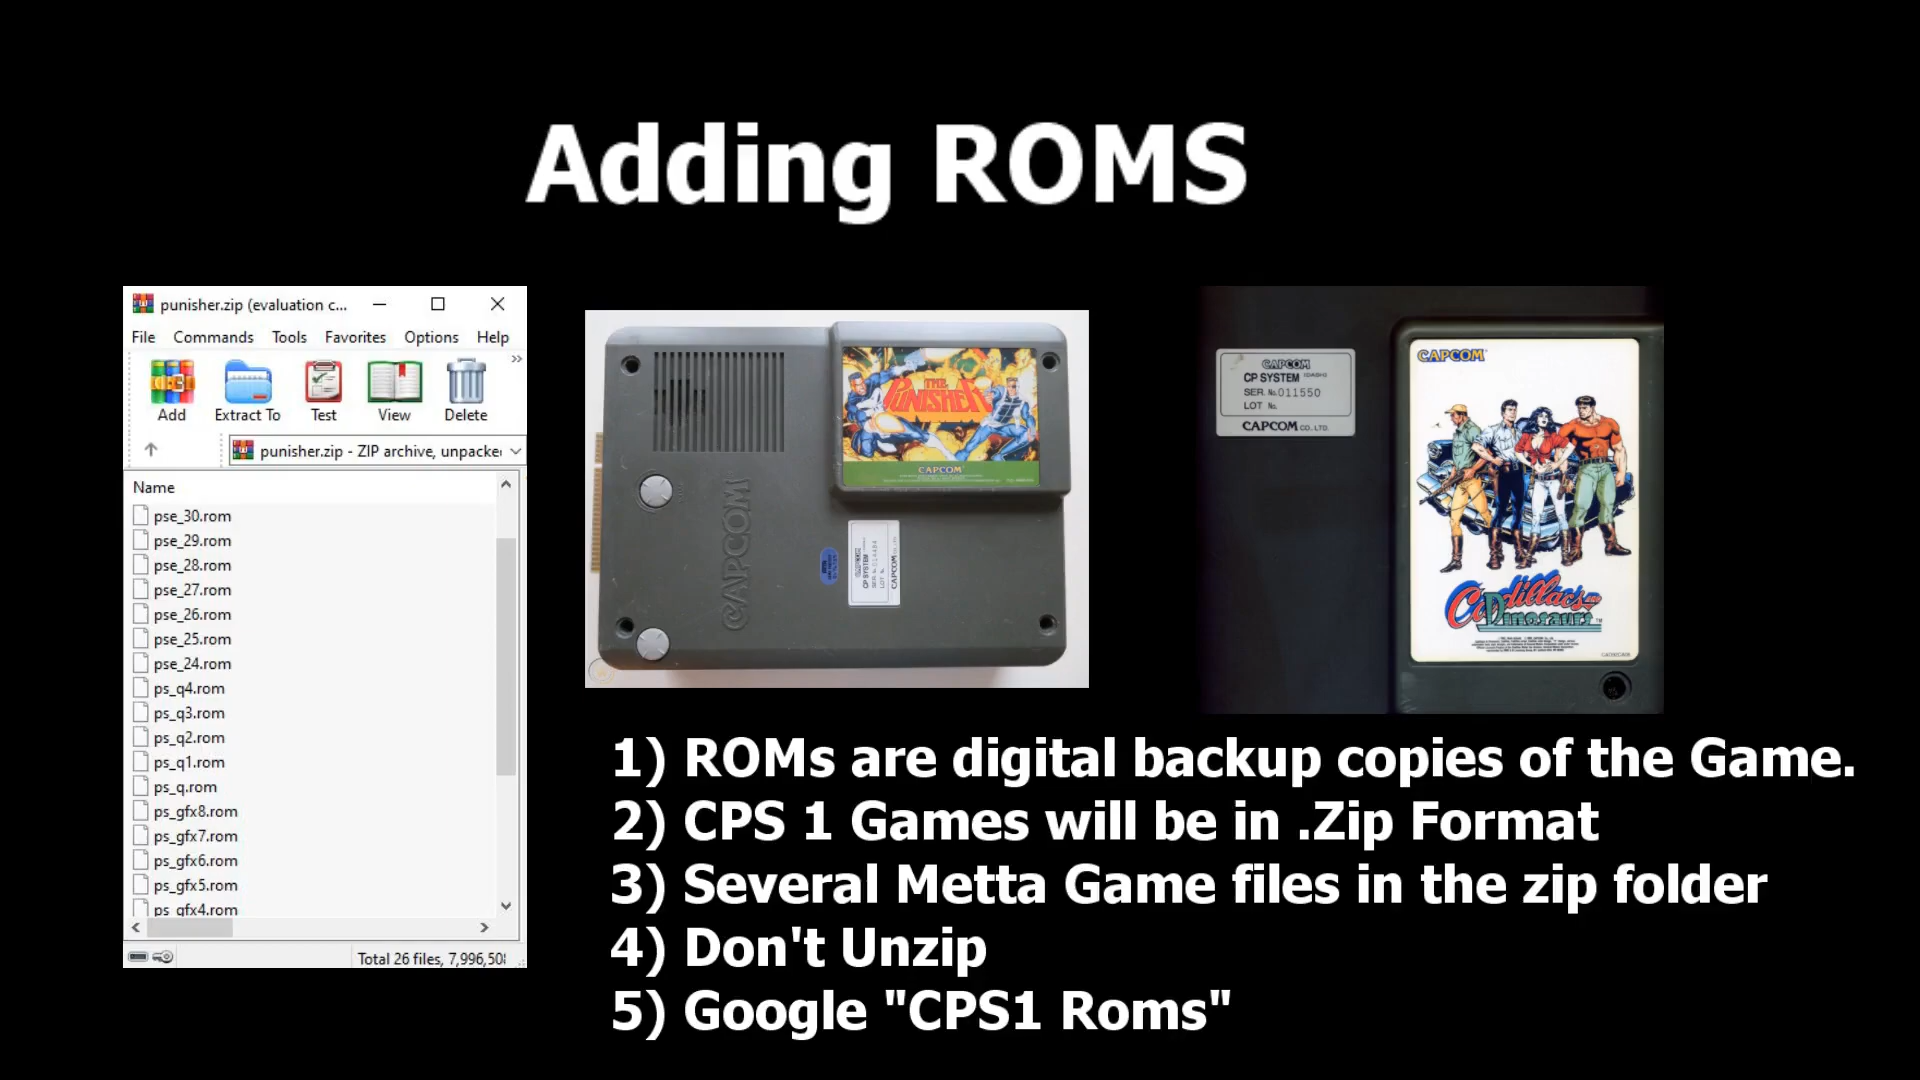 Adding ROMS
punisher.zip (evaluation c...
File Commands Tools Favorites Options Help
Add Extract To Test View Delete
punisher.zip - ZIP archive, unpacke
Name
pse_30.rom
pse_29.rom
pse_28.rom
pse_27.rom
pse_26.rom
pse_25.rom
pse_24.rom
ps_q4.rom
ps_q3.rom
ps_q2.rom
ps_q1.rom
ps_q.rom
ps_gfx8.rom
ps_gfx7.rom
ps_gfx6.rom
ps_gfx5.rom
ps_gfx4.rom
Total 26 files, 7,996,50
THE
PUNISHER
CAPCOM
CAPCOM
CP SYSTEM
CAPCOM
CAPCOM
CP SYSTEM (DASH)
SER. No.011550
LOT No.
CAPCOM CO., LTD.
CAPCOM
Cadillacs and
Dinosaurs
1) ROMs are digital backup copies of the Game.
2) CPS 1 Games will be in .Zip Format
3) Several Metta Game files in the zip folder
4) Don't Unzip
5) Google "CPS1 Roms"